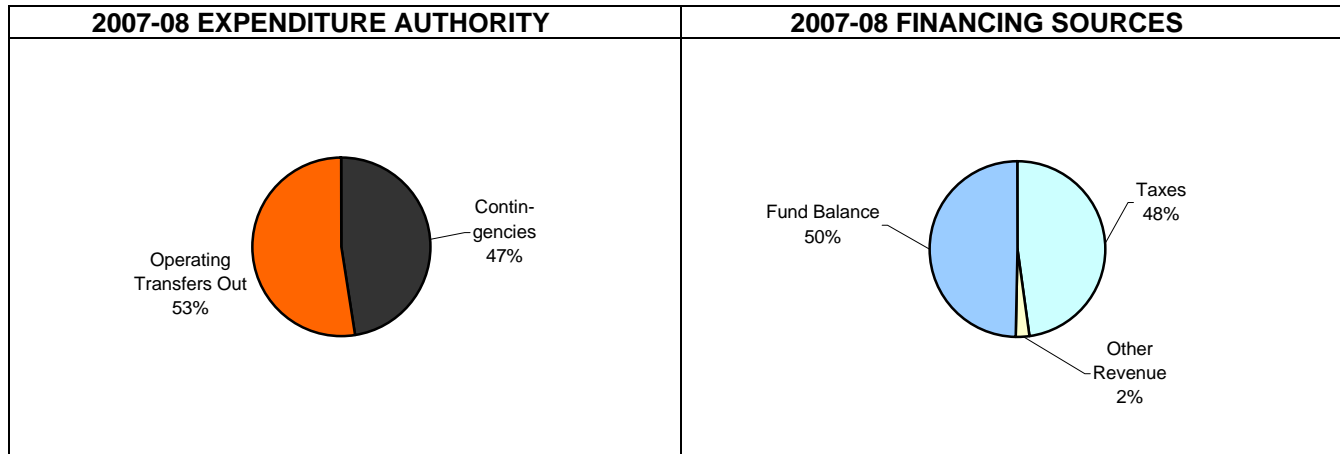 2007-08 EXPENDITURE AUTHORITY
Contin-
gencies
47%
Operating
Transfers Out
53%
2007-08 FINANCING SOURCES
Taxes
48%
Fund Balance
50%
Other
Revenue
2%